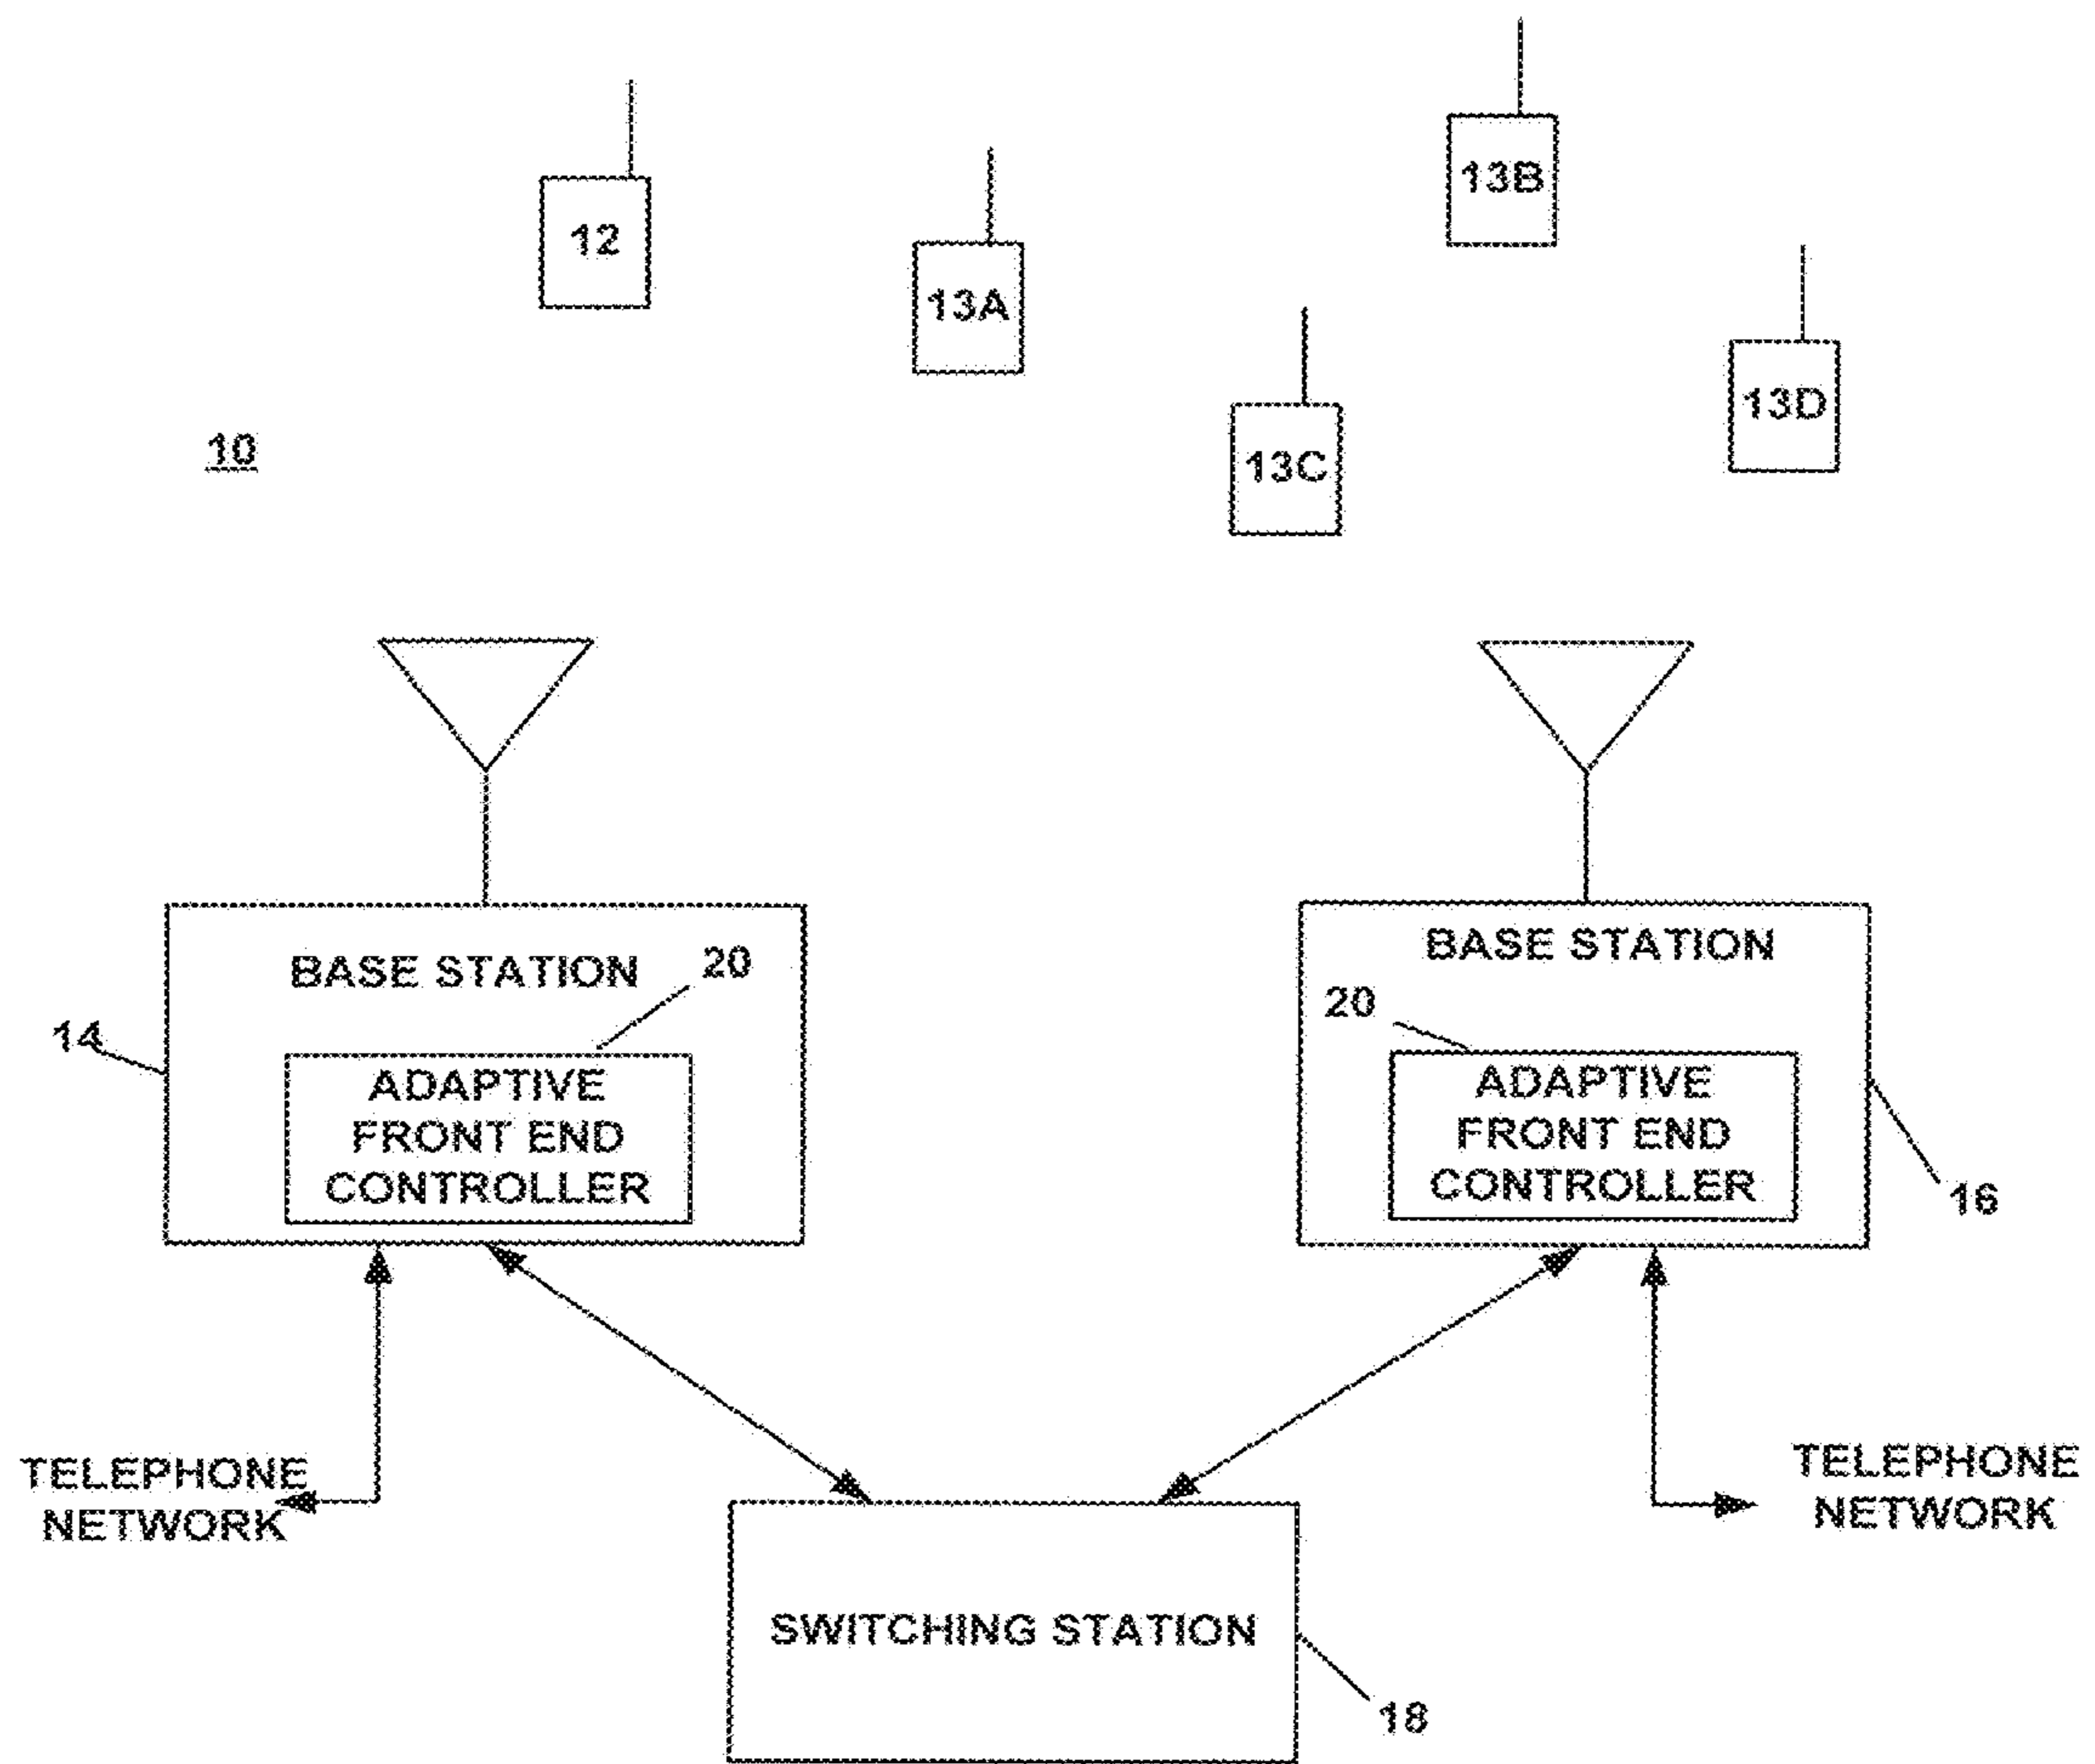 13B
12
13A
13D
10
13C
BASE STATION
20
14
ADAPTIVE
FRONT END
CONTROLLER
BASE STATION
20
ADAPTIVE
FRONT END
CONTROLLER
16
TELEPHONE
NETWORK
TELEPHONE
NETWORK
SWITCHING STATION
18